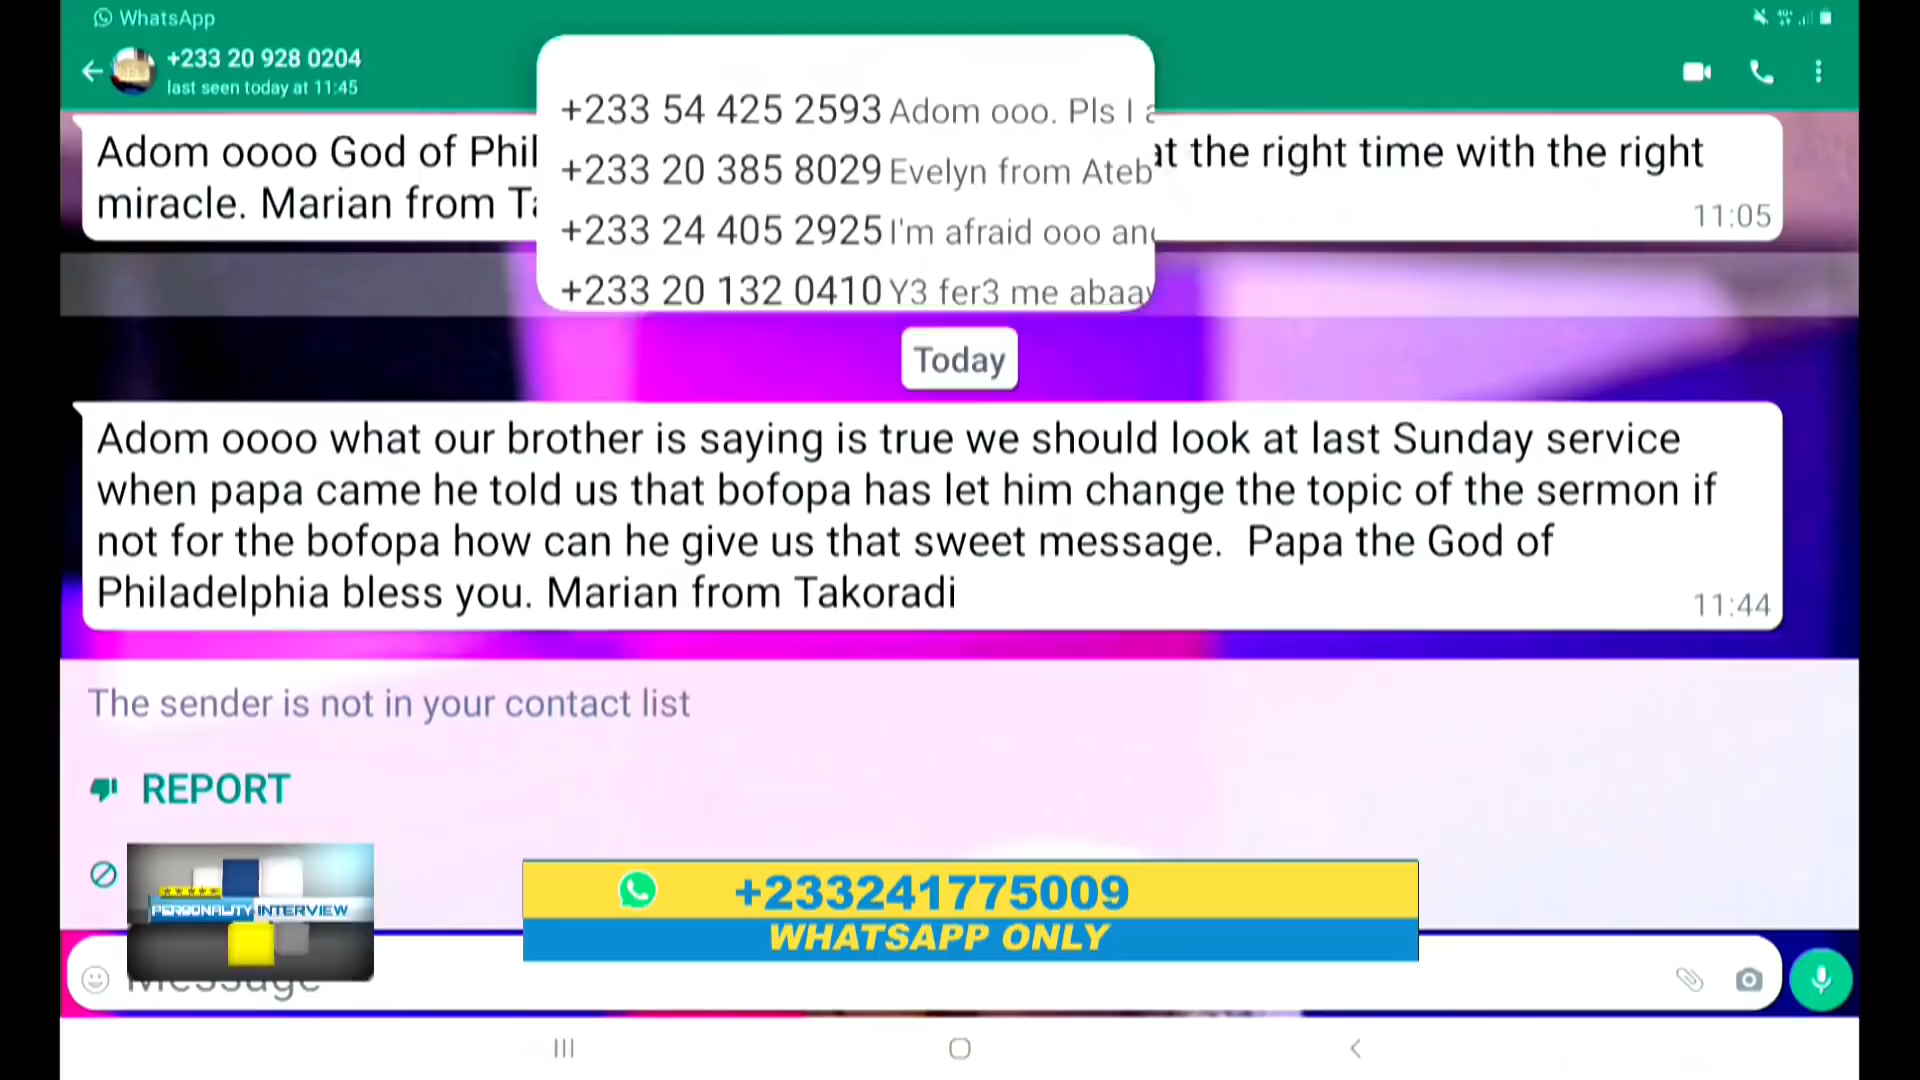 WhatsApp
+233 20 928 0204
last seen today at 11:45
+233 54 425 2593 Adom ooo. Pls I
+233 20 385 8029 Evelyn from Ateb
+233 24 405 2925 I'm afraid ooo an
+233 20 132 0410 Y3 fer3 me abaa
Adom oooo God of Phil at the right time with the right
miracle. Marian from T
11:05
Today
Adom oooo what our brother is saying is true we should look at last Sunday service
when papa came he told us that bofopa has let him change the topic of the sermon if
not for the bofopa how can he give us that sweet message. Papa the God of
Philadelphia bless you. Marian from Takoradi
11:44
The sender is not in your contact list
REPORT
PERSONALITY INTERVIEW
+233241775009
WHATSAPP ONLY
Message